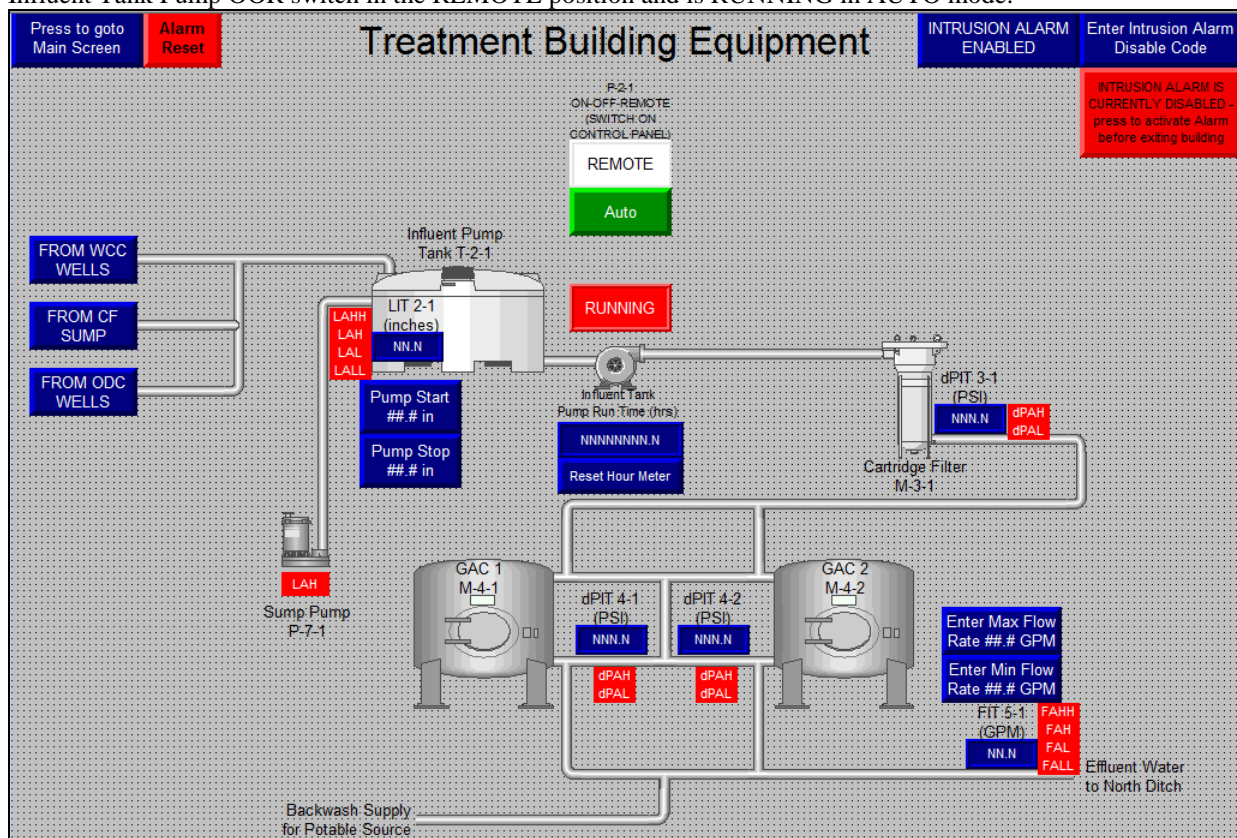 Influent Tank Pump OOR switch in the REMOTE position and is RUNNING in AUTO mode.
Press to goto
Main Screen
Alarm
Reset
Treatment Building Equipment
INTRUSION ALARM
ENABLED
Enter Intrusion Alarm
Disable Code
INTRUSION ALARM IS
CURRENTLY DISABLED -
press to activate Alarm
before exiting building
P-2-1
ON-OFF-REMOTE
(SWITCH ON
CONTROL PANEL)
REMOTE
Auto
Influent Pump
Tank T-2-1
FROM WCC
WELLS
FROM CF
SUMP
FROM ODC
WELLS
LAHH
LAH
LAL
LALL
LIT 2-1
(inches)
NN.N
RUNNING
Pump Start
##.# in
Pump Stop
##.# in
Influent Tank
Pump Run Time (hrs)
NNNNNNNN.N
Reset Hour Meter
dPIT 3-1
(PSI)
NNN.N
dPAH
dPAL
Cartridge Filter
M-3-1
LAH
Sump Pump
P-7-1
GAC 1
M-4-1
dPIT 4-1
(PSI)
NNN.N
dPAH
dPAL
dPIT 4-2
(PSI)
NNN.N
dPAH
dPAL
GAC 2
M-4-2
Enter Max Flow
Rate ##.# GPM
Enter Min Flow
Rate ##.# GPM
FIT 5-1
(GPM)
NN.N
FAHH
FAH
FAL
FALL
Effluent Water
to North Ditch
Backwash Supply
for Potable Source